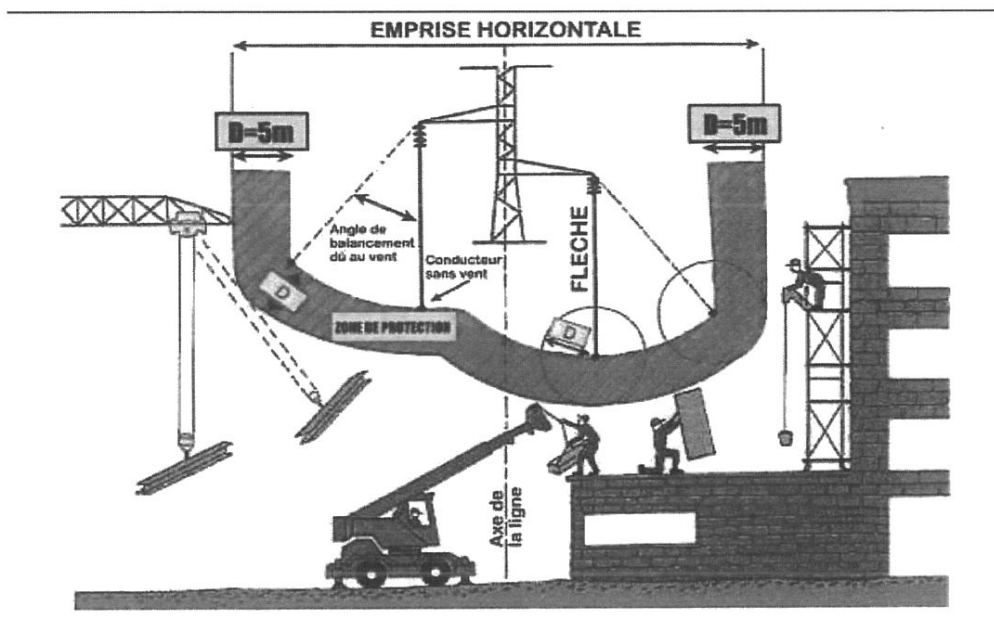 EMPRISE HORIZONTALE
D=5m
D=5m
Angle de
balancement
dû au vent
Conducteur
sans vent
FLECHE
D
ZONE DE PROTECTION
D
Axe de
la ligne